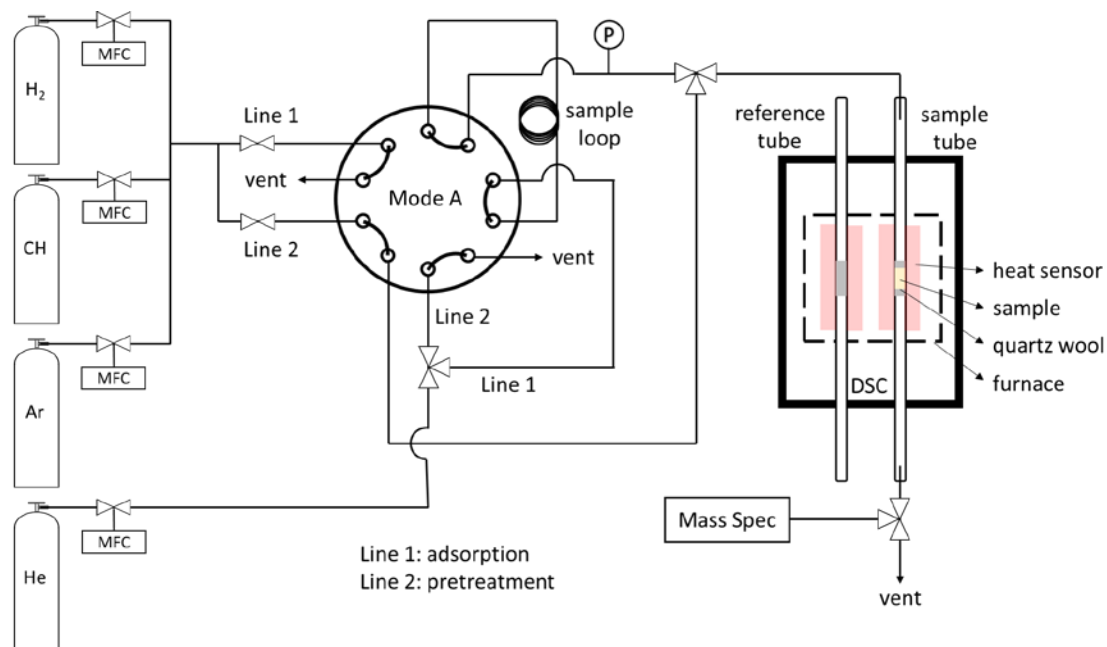 H2
MFC
CH
MFC
Ar
MFC
He
MFC
Line 1
vent
Line 2
Mode A
sample
loop
P
vent
Line 2
Line 1
Line 1: adsorption
Line 2: pretreatment
reference
tube
sample
tube
heat sensor
sample
quartz wool
furnace
DSC
Mass Spec
vent